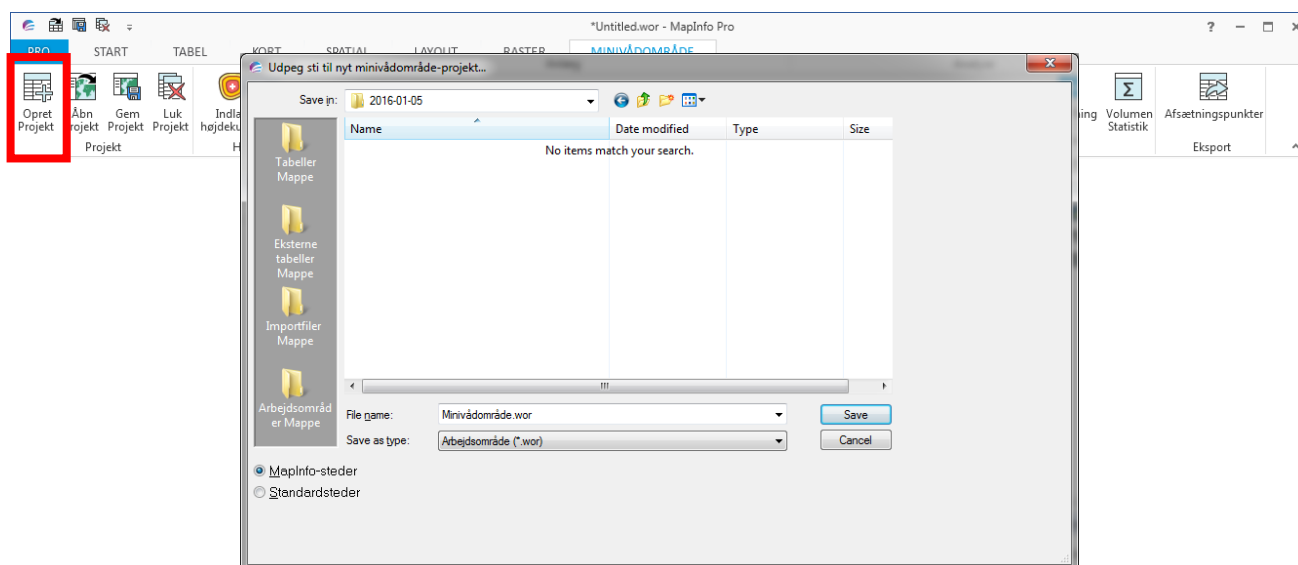 *Untitled.wor - MapInfo Pro
PRO START TABEL KORT SPATIAL LAYOUT RASTER MINIVÅDOMRÅDE
Opret Projekt
Åbn Projekt
Gem Projekt
Luk Projekt
Projekt
Udpeg sti til nyt minivådområde-projekt...
Save in: 2016-01-05
Name Date modified Type Size
No items match your search.
Tabeller
Mappe
Eksterne
tabeller
Mappe
Importfiler
Mappe
Arbejdsområd
er Mappe
File name: Minivådområde.wor Save
Save as type: Arbejdsområde (*.wor) Cancel
MapInfo-steder
Standardsteder
Volumen
Statistik
Afsætningspunkter
Eksport